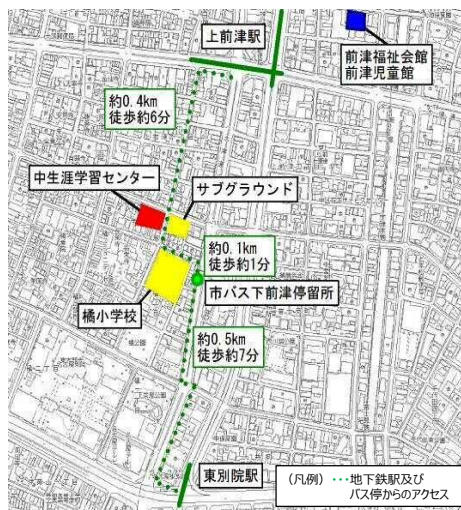 上前津駅
前津福祉会館
前津児童館
約0.4km
徒歩約6分
中生涯学習センター
サブグラウンド
約0.1km
徒歩約1分
市バス下前津停留所
橘小学校
約0.5km
徒歩約7分
東別院駅
(凡例) ･･･地下鉄駅及び
バス停からのアクセス